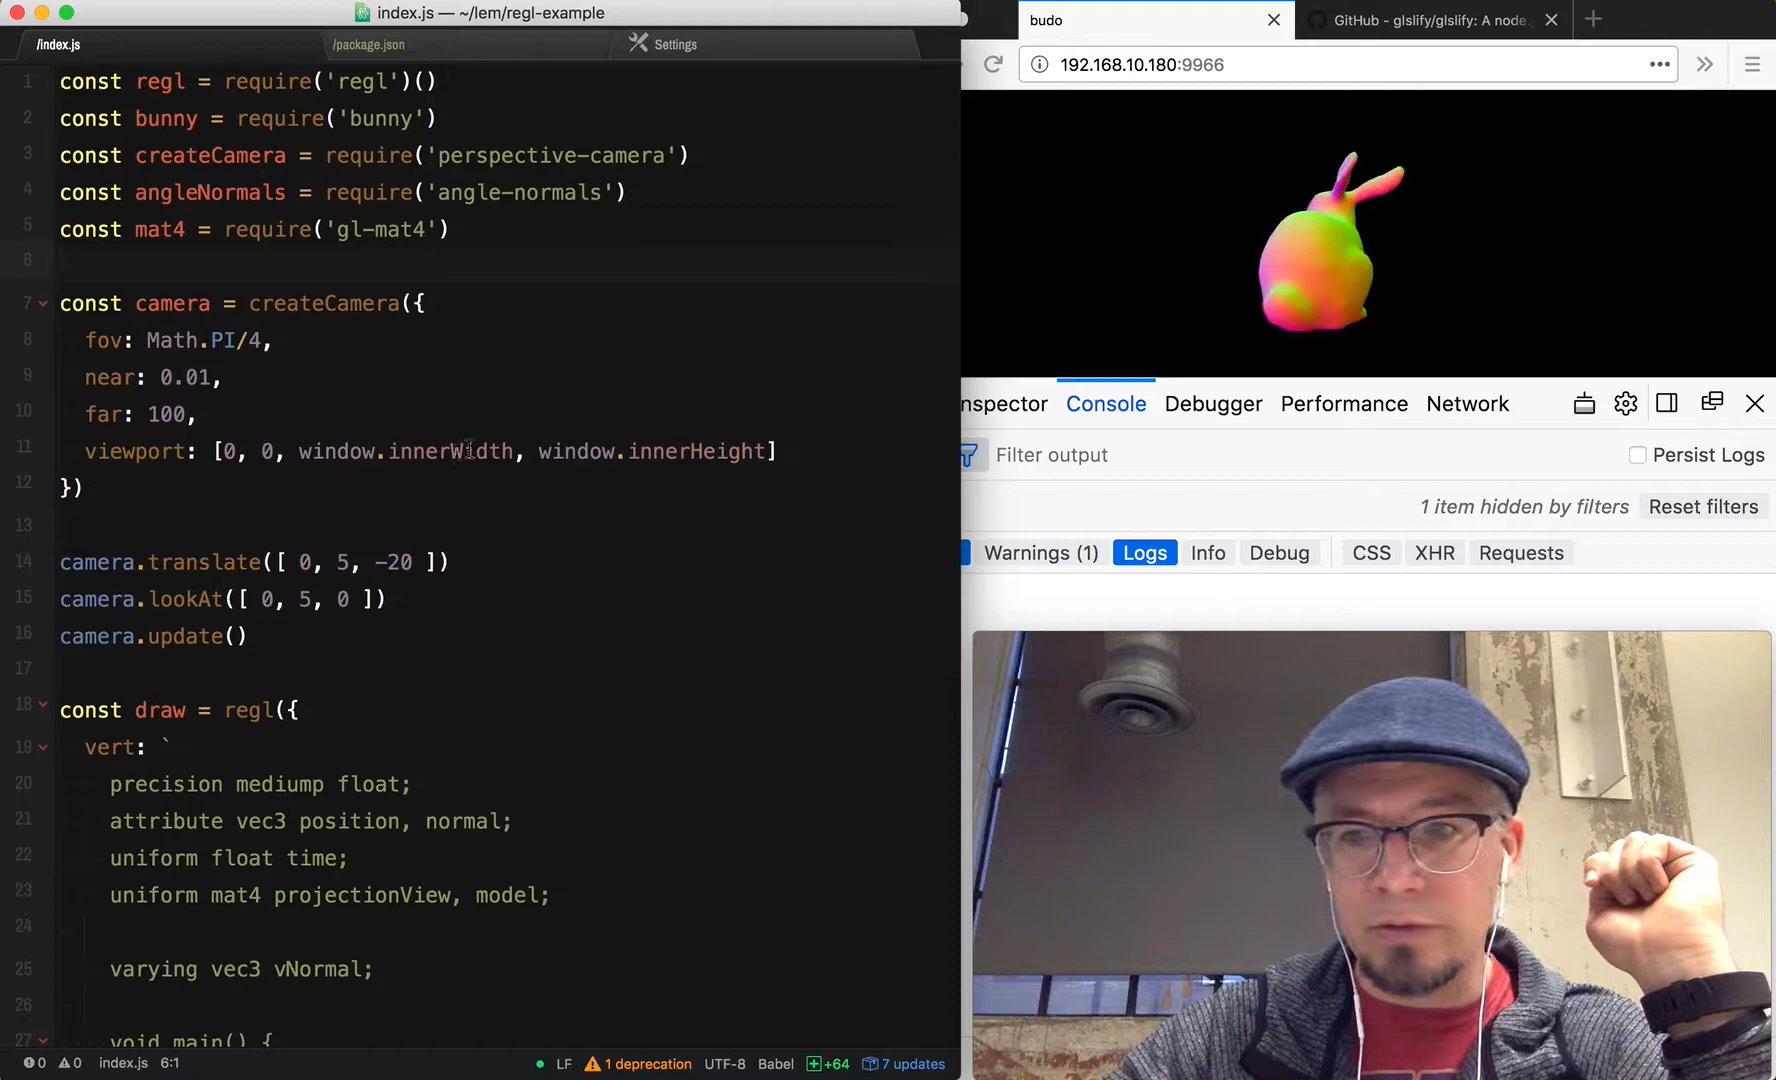 index.js — ~/lem/regl-example
/index.js
/package.json
Settings
1 const regl = require('regl')()
2 const bunny = require('bunny')
3 const createCamera = require('perspective-camera')
4 const angleNormals = require('angle-normals')
5 const mat4 = require('gl-mat4')
6
7 const camera = createCamera({
8 fov: Math.PI/4,
9 near: 0.01,
10 far: 100,
11 viewport: [0, 0, window.innerWidth, window.innerHeight]
12 })
13
14 camera.translate([ 0, 5, -20 ])
15 camera.lookAt([ 0, 5, 0 ])
16 camera.update()
17
18 const draw = regl({
19 vert: `
20 precision mediump float;
21 attribute vec3 position, normal;
22 uniform float time;
23 uniform mat4 projectionView, model;
24
25 varying vec3 vNormal;
26
27 void main() {
0 0 index.js 6:1 LF 1 deprecation UTF-8 Babel +64 7 updates
budo
GitHub - glslify/glslify: A node.
192.168.10.180:9966
nspector Console Debugger Performance Network
Filter output
Persist Logs
1 item hidden by filters Reset filters
Warnings (1) Logs Info Debug CSS XHR Requests